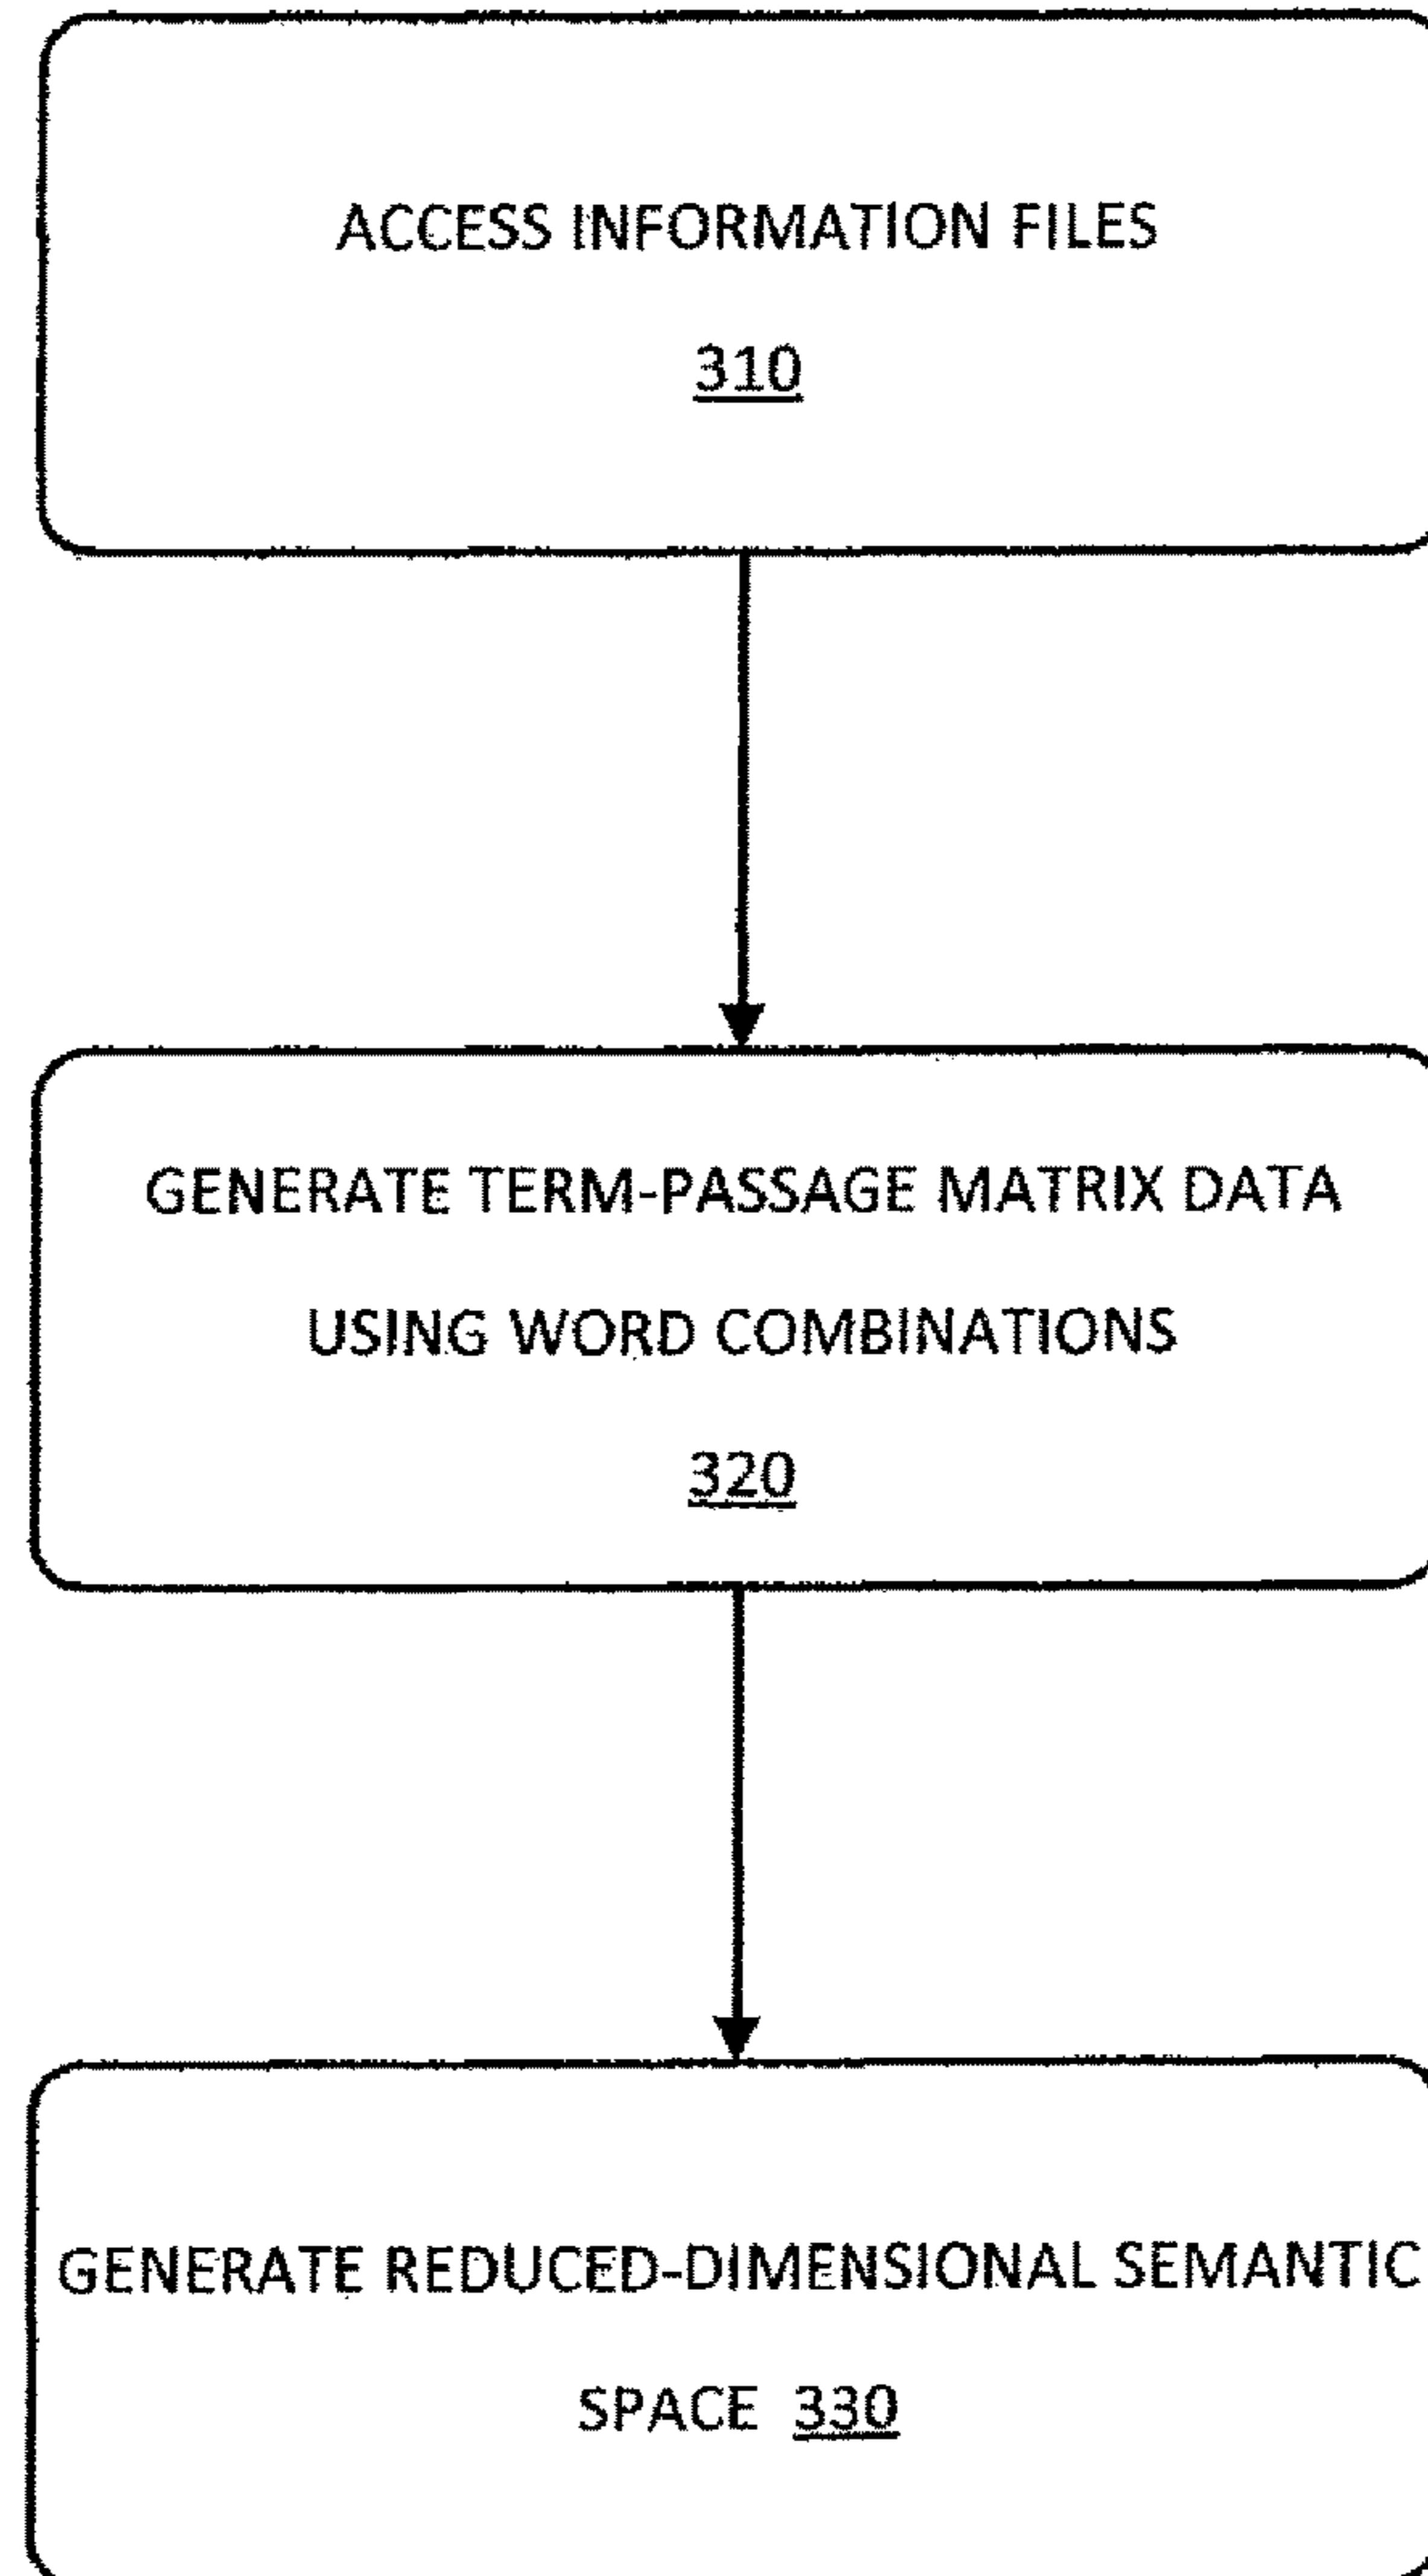 ACCESS INFORMATION FILES
310
GENERATE TERM-PASSAGE MATRIX DATA
USING WORD COMBINATIONS
320
GENERATE REDUCED-DIMENSIONAL SEMANTIC
SPACE 330